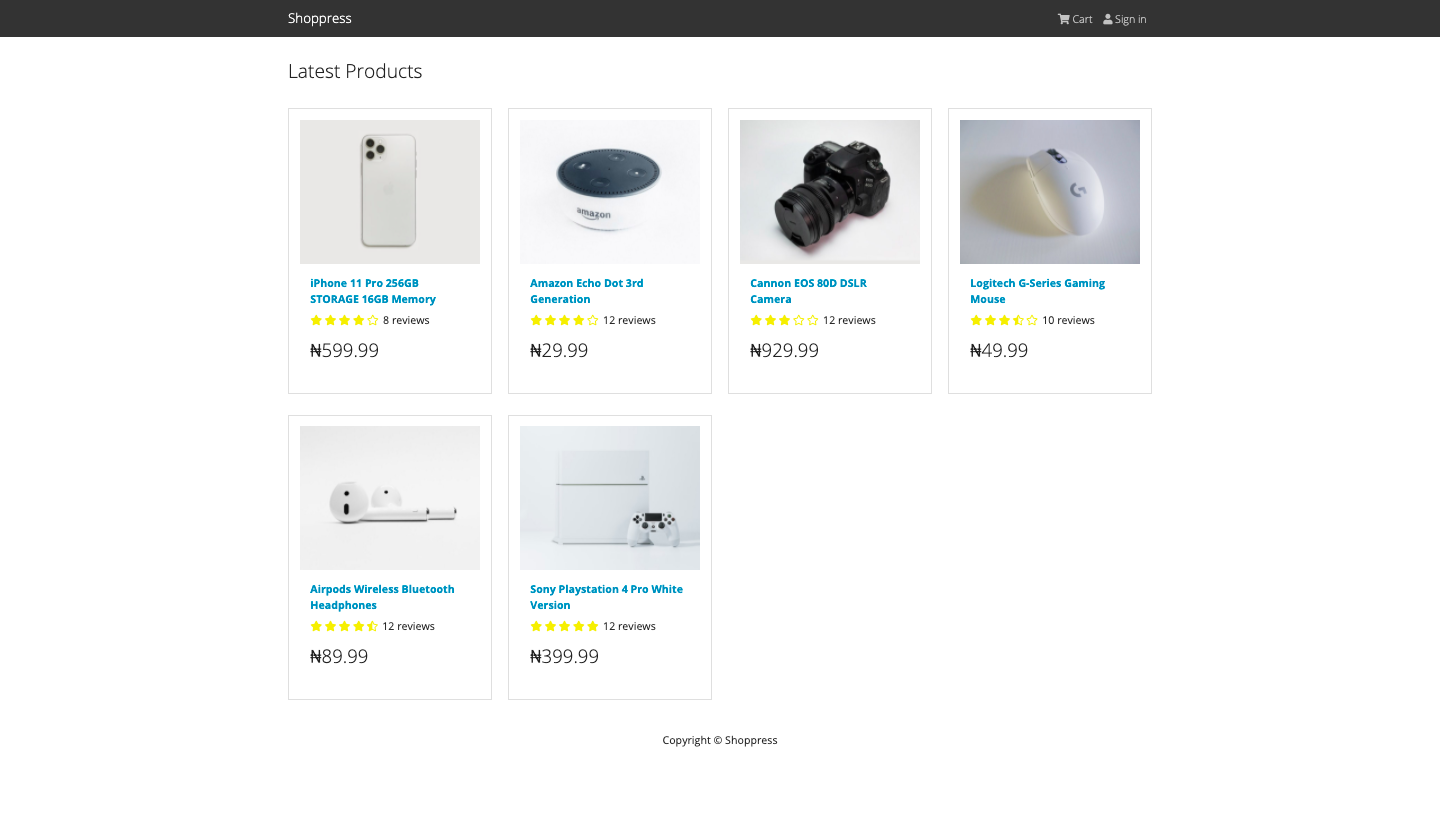 Shoppress
Cart
Sign in
Latest Products
amazon
iPhone 11 Pro 256GB
STORAGE 16GB Memory
8 reviews
₦599.99
Amazon Echo Dot 3rd
Generation
12 reviews
₦29.99
Cannon EOS 80D DSLR
Camera
12 reviews
₦929.99
Logitech G-Series Gaming
Mouse
10 reviews
₦49.99
Airpods Wireless Bluetooth
Headphones
12 reviews
₦89.99
Sony Playstation 4 Pro White
Version
12 reviews
₦399.99
Copyright © Shoppress